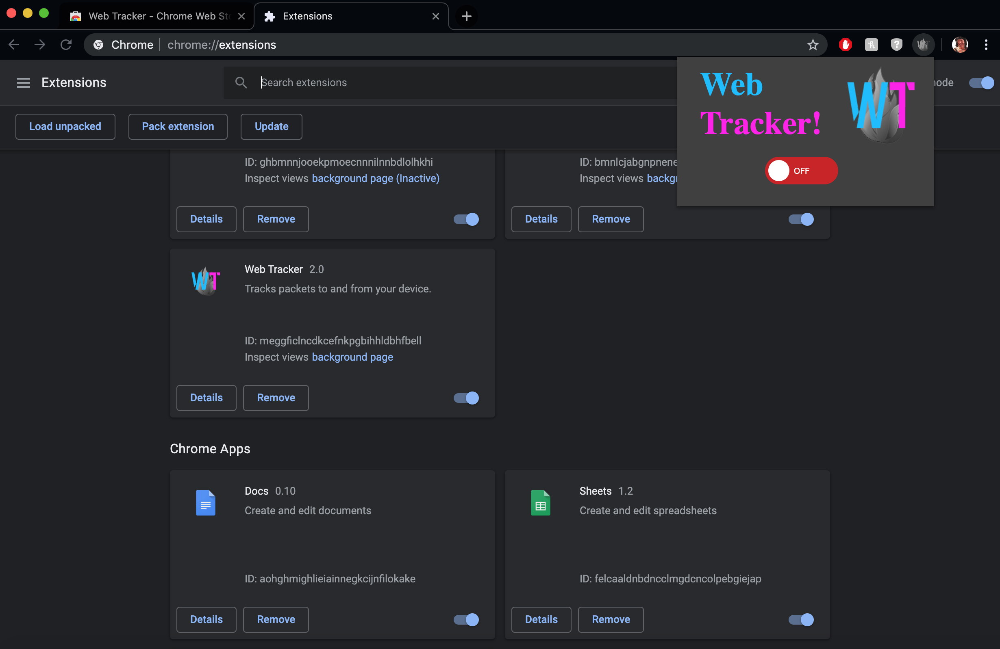 Web Tracker - Chrome Web Sto
Extensions
Chrome
chrome://extensions
Extensions
Search extensions
Web
Tracker!
WT
OFF
Load unpacked
Pack extension
Update
ID: ghbmnnjooekpmoecnnnilnnbdlolhkhi
Inspect views background page (Inactive)
Details
Remove
ID: bmnlcjabgnpnene
Inspect views backgr
Details
Remove
WT
Web Tracker 2.0
Tracks packets to and from your device.
ID: meggficlncdkcefnkpgbihhldbhfbell
Inspect views background page
Details
Remove
Chrome Apps
Docs 0.10
Create and edit documents
ID: aohghmighlieiainnegkcijnfilokake
Details
Remove
Sheets 1.2
Create and edit spreadsheets
ID: felcaaldnbdncclmgdcncolpebgiejap
Details
Remove